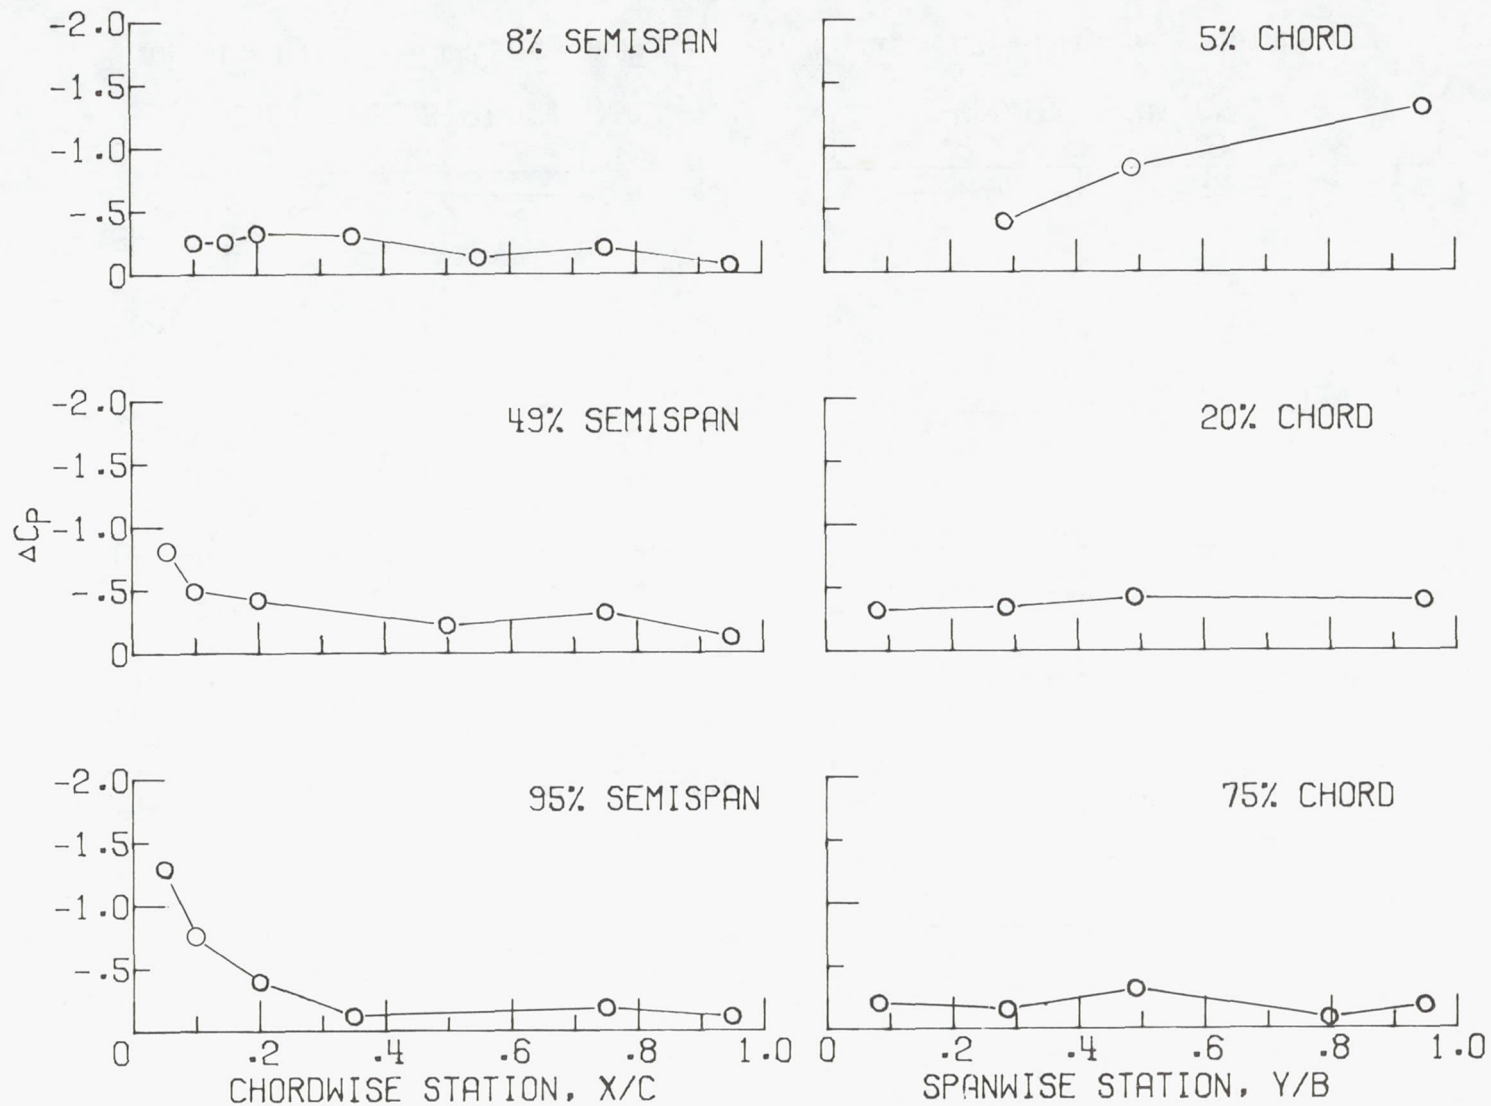 8% SEMISPAN
-2.0
-1.5
-1.0
-.5
0
5% CHORD
49% SEMISPAN
-2.0
-1.5
-1.0
-.5
0
ΔCP
20% CHORD
95% SEMISPAN
-2.0
-1.5
-1.0
-.5
0 .2 .4 .6 .8 1.0
CHORDWISE STATION, X/C
75% CHORD
0 .2 .4 .6 .8 1.0
SPANWISE STATION, Y/B